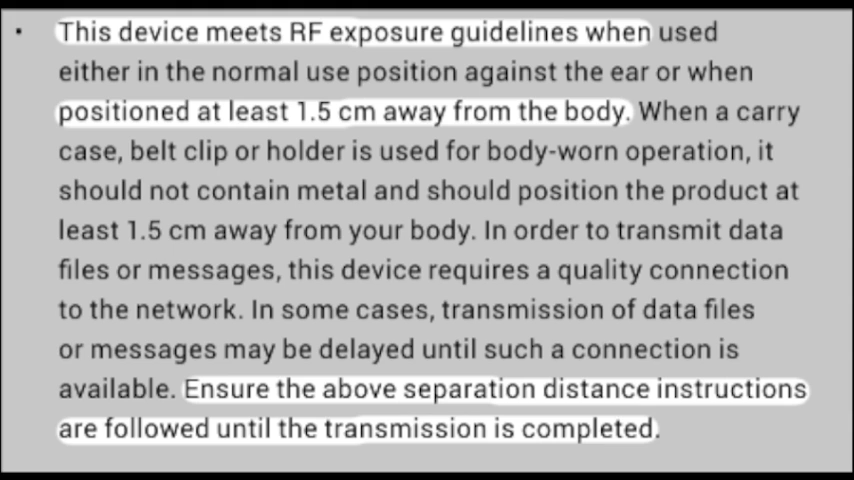 • This device meets RF exposure guidelines when used
either in the normal use position against the ear or when
positioned at least 1.5 cm away from the body. When a carry
case, belt clip or holder is used for body-worn operation, it
should not contain metal and should position the product at
least 1.5 cm away from your body. In order to transmit data
files or messages, this device requires a quality connection
to the network. In some cases, transmission of data files
or messages may be delayed until such a connection is
available. Ensure the above separation distance instructions
are followed until the transmission is completed.